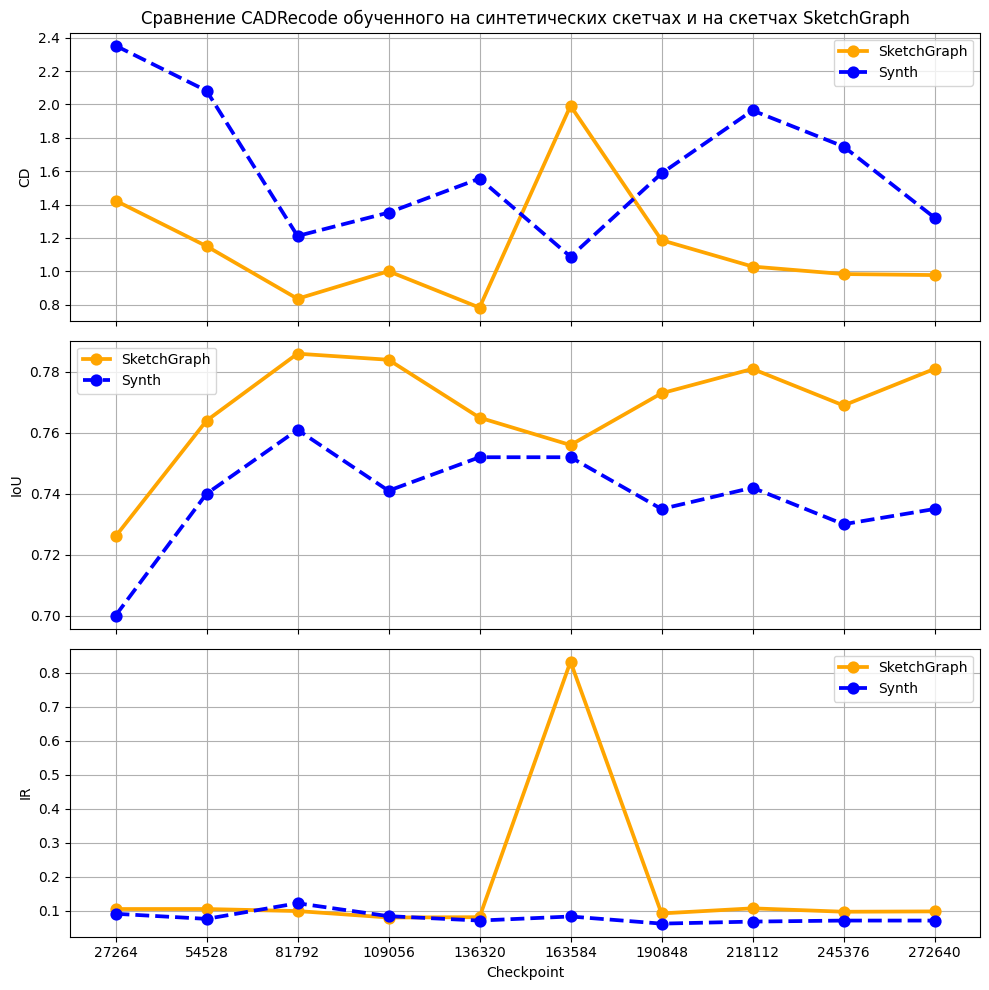 Сравнение CADRecode обученного на синтетических скетчах и на скетчах SketchGraph
2.4
2.2
2.0
1.8
1.6
1.4
1.2
1.0
0.8
CD
SketchGraph
Synth
0.78
0.76
0.74
0.72
0.70
IoU
SketchGraph
Synth
0.8
0.7
0.6
0.5
0.4
0.3
0.2
0.1
IR
SketchGraph
Synth
27264 54528 81792 109056 136320 163584 190848 218112 245376 272640
Checkpoint